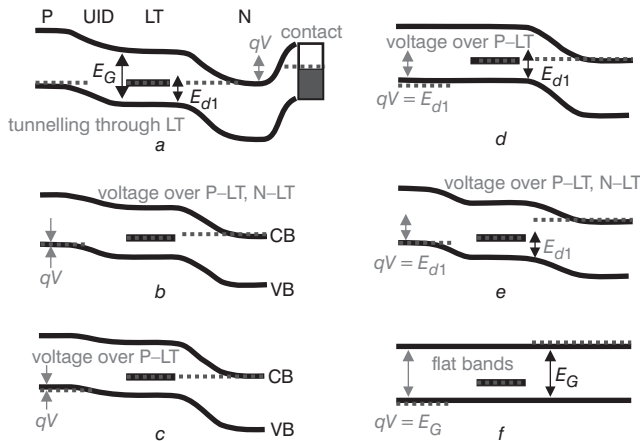 P UID LT N
contact
qV
E_G
E_d1
tunnelling through LT
a
voltage over P–LT, N–LT
CB
qV
VB
b
voltage over P–LT
CB
qV
VB
c
voltage over P–LT
E_d1
qV = E_d1
d
voltage over P–LT, N–LT
E_d1
qV = E_d1
e
flat bands
E_G
qV = E_G
f